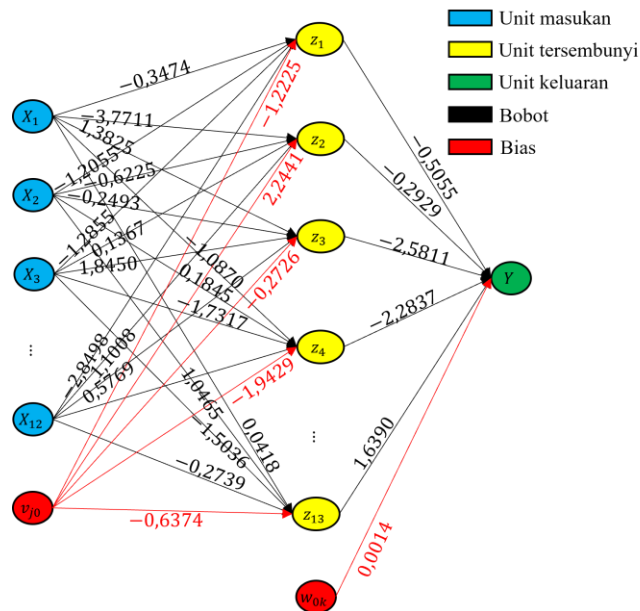 Unit masukan
Unit tersembunyi
Unit keluaran
Bobot
Bias
X₁
X₂
X₃
...
X₁₂
v_{j0}
z₁
z₂
z₃
z₄
...
z₁₃
w_{0k}
Y
−0,3474
−3,7711
1,3825
−1,2055
−0,6225
−0,2493
−1,2855
0,1367
1,8450
−1,0870
0,1845
−1,7317
−2,8498
−1,1008
0,5769
1,0465
−1,5036
0,0418
−0,2739
−1,2225
2,2441
−0,2726
−1,9429
−0,6374
−0,5055
−0,2929
−2,5811
−2,2837
1,6390
0,0014